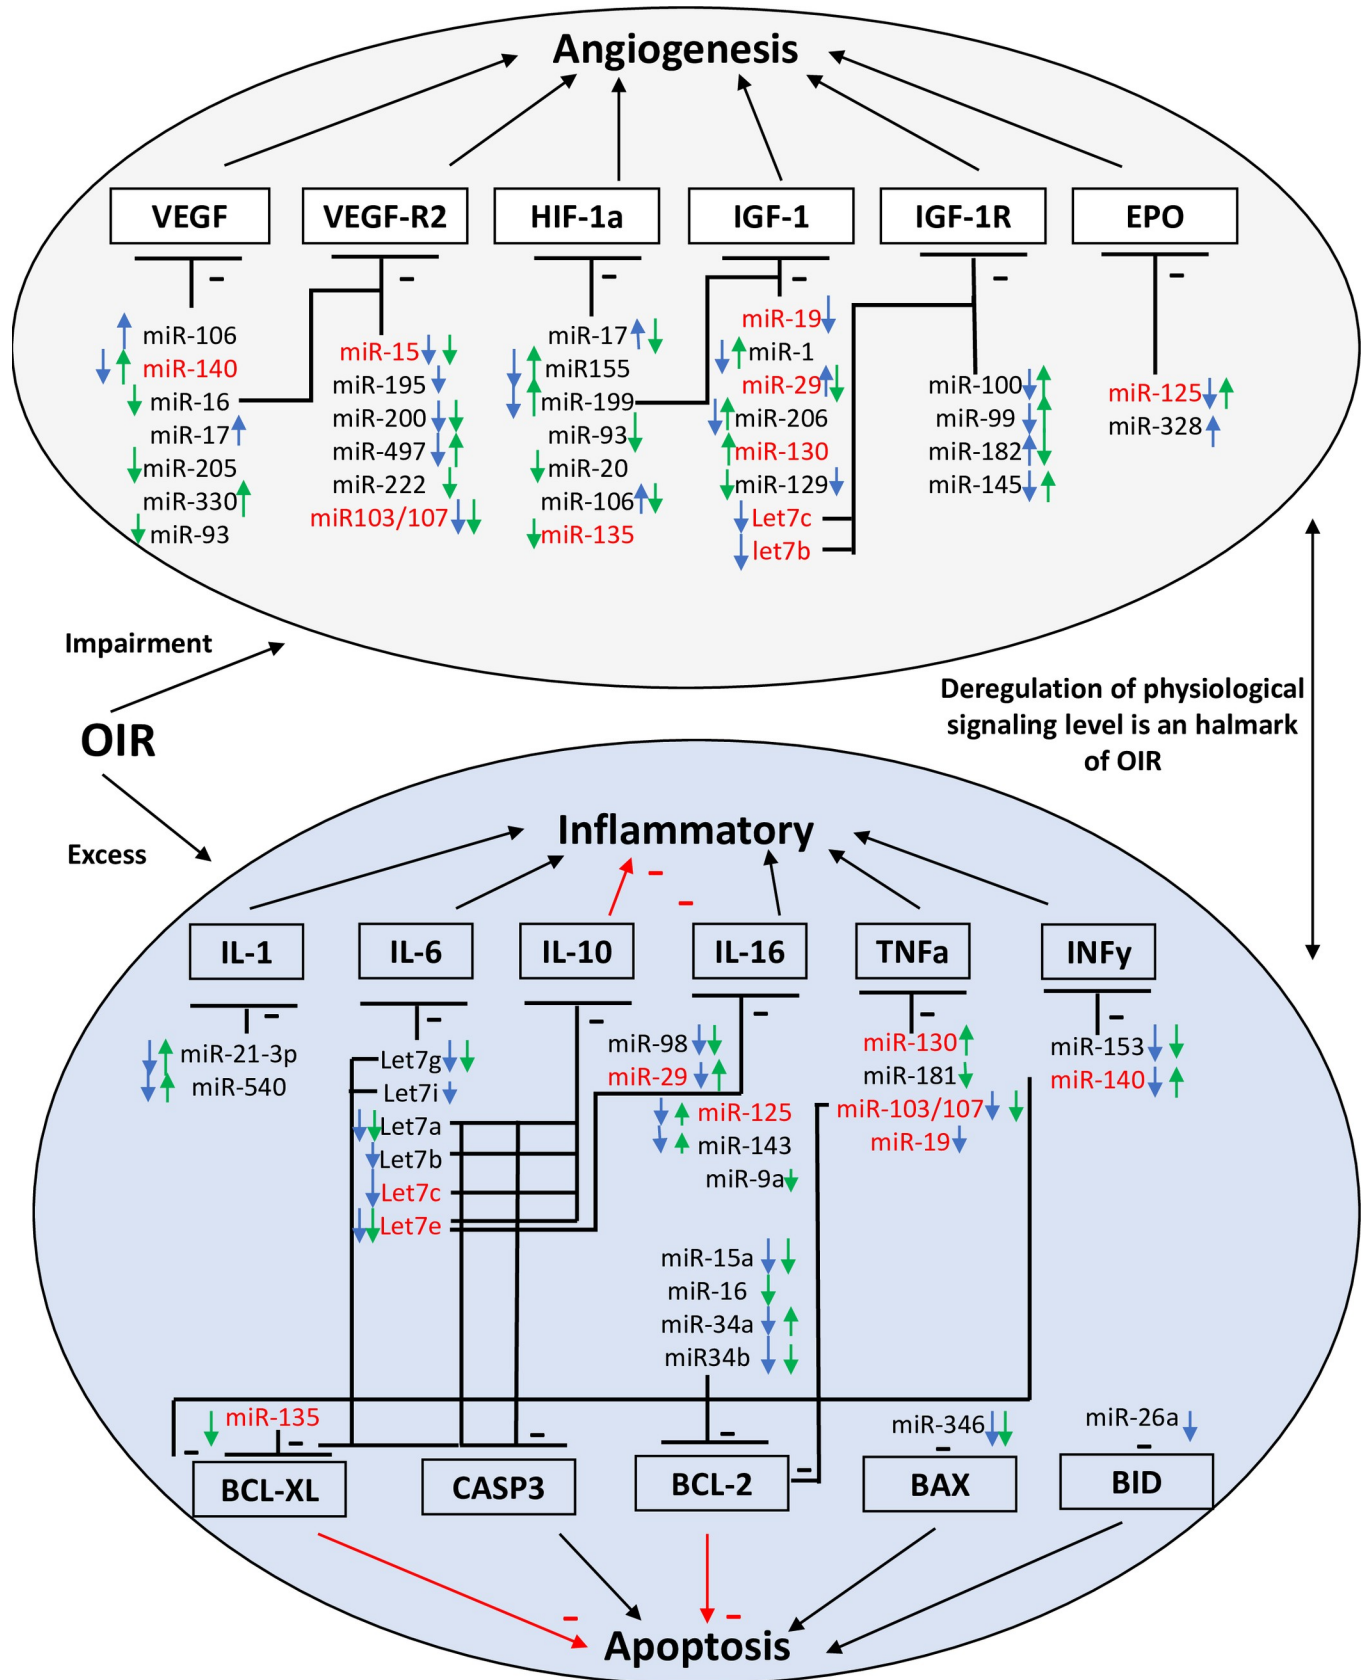 Angiogenesis
VEGF
VEGF-R2
HIF-1a
IGF-1
IGF-1R
EPO
–
–
–
–
–
–
miR-106
miR-140
miR-16
miR-17
miR-205
miR-330
miR-93
miR-15
miR-195
miR-200
miR-497
miR-222
miR103/107
miR-17
miR155
miR-199
miR-93
miR-20
miR-106
miR-135
miR-19
miR-1
miR-29
miR-206
miR-130
miR-129
Let7c
let7b
miR-100
miR-99
miR-182
miR-145
miR-125
miR-328
Impairment
OIR
Excess
Deregulation of physiological
signaling level is an halmark
of OIR
Inflammatory
–
–
IL-1
IL-6
IL-10
IL-16
TNFa
INFy
–
–
–
–
–
–
miR-21-3p
miR-540
Let7g
Let7i
Let7a
Let7b
Let7c
Let7e
miR-98
miR-29
miR-125
miR-143
miR-9a
miR-130
miR-181
miR-103/107
miR-19
miR-153
miR-140
miR-15a
miR-16
miR-34a
miR34b
miR-135
miR-346
miR-26a
–
–
–
–
–
–
–
BCL-XL
CASP3
BCL-2
BAX
BID
–
–
Apoptosis